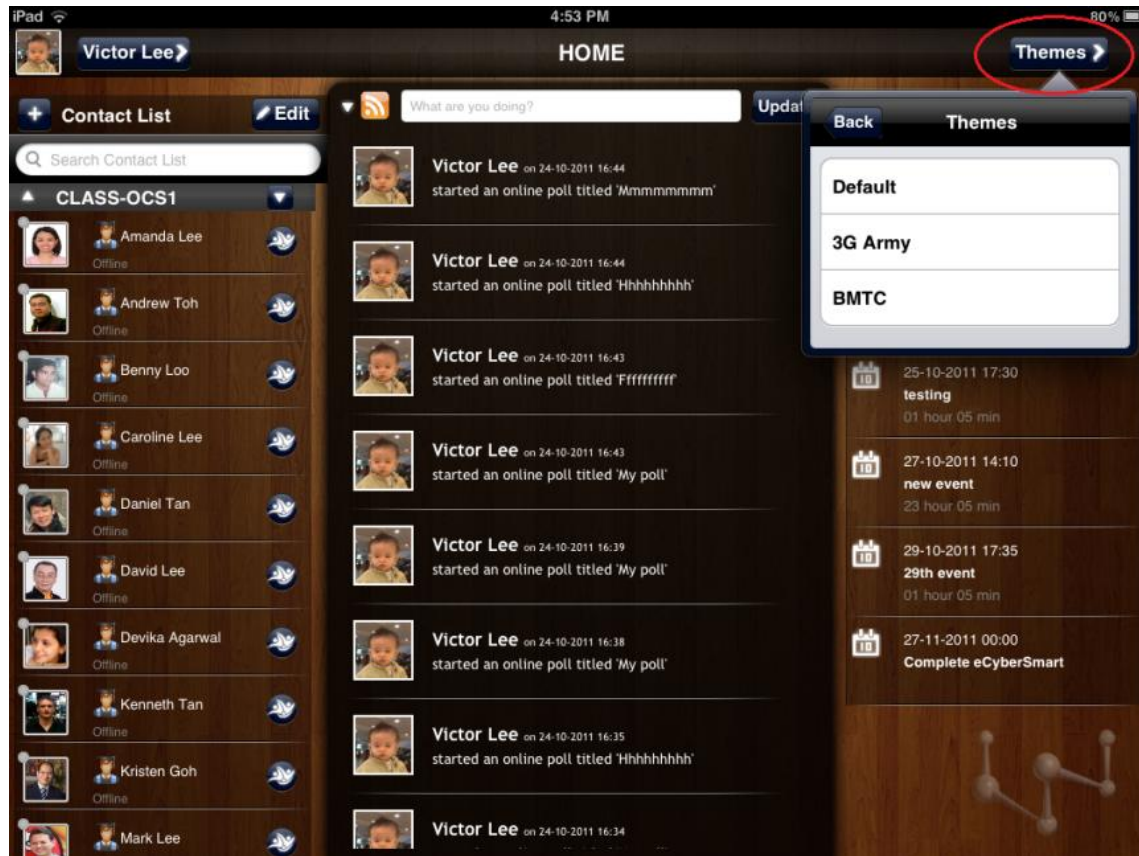 iPad 4:53 PM 80%
Victor Lee HOME Themes
+ Contact List Edit
Search Contact List
CLASS-OCS1
Amanda Lee
Offline
Andrew Toh
Offline
Benny Loo
Offline
Caroline Lee
Offline
Daniel Tan
Offline
David Lee
Offline
Devika Agarwal
Offline
Kenneth Tan
Offline
Kristen Goh
Offline
Mark Lee
What are you doing? Updat
Victor Lee on 24-10-2011 16:44
started an online poll titled 'Mmmmmmmm'
Victor Lee on 24-10-2011 16:44
started an online poll titled 'Hhhhhhhhh'
Victor Lee on 24-10-2011 16:43
started an online poll titled 'Ffffffffff'
Victor Lee on 24-10-2011 16:43
started an online poll titled 'My poll'
Victor Lee on 24-10-2011 16:39
started an online poll titled 'My poll'
Victor Lee on 24-10-2011 16:38
started an online poll titled 'My poll'
Victor Lee on 24-10-2011 16:35
started an online poll titled 'Hhhhhhhhh'
Victor Lee on 24-10-2011 16:34
Back Themes
Default
3G Army
BMTC
10
25-10-2011 17:30
testing
01 hour 05 min
10
27-10-2011 14:10
new event
23 hour 05 min
10
29-10-2011 17:35
29th event
01 hour 05 min
10
27-11-2011 00:00
Complete eCyberSmart